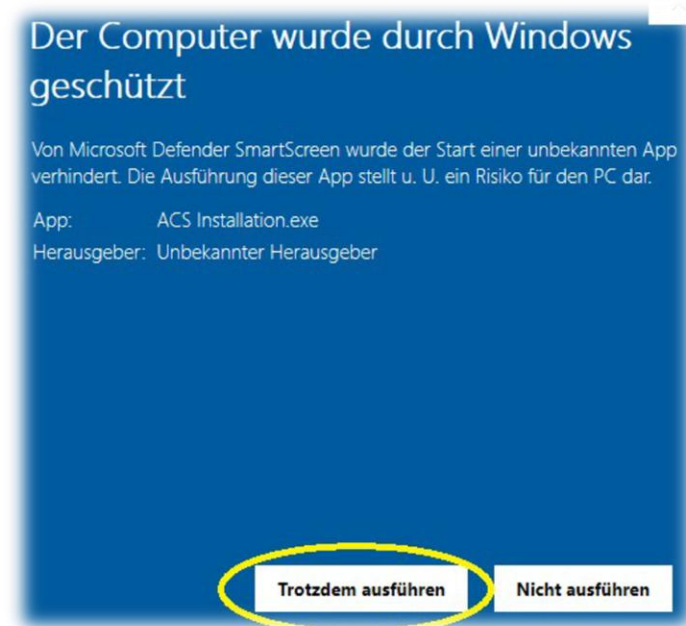 Der Computer wurde durch Windows
geschützt
Von Microsoft Defender SmartScreen wurde der Start einer unbekannten App
verhindert. Die Ausführung dieser App stellt u. U. ein Risiko für den PC dar.
App: ACS Installation.exe
Herausgeber: Unbekannter Herausgeber
Trotzdem ausführen Nicht ausführen